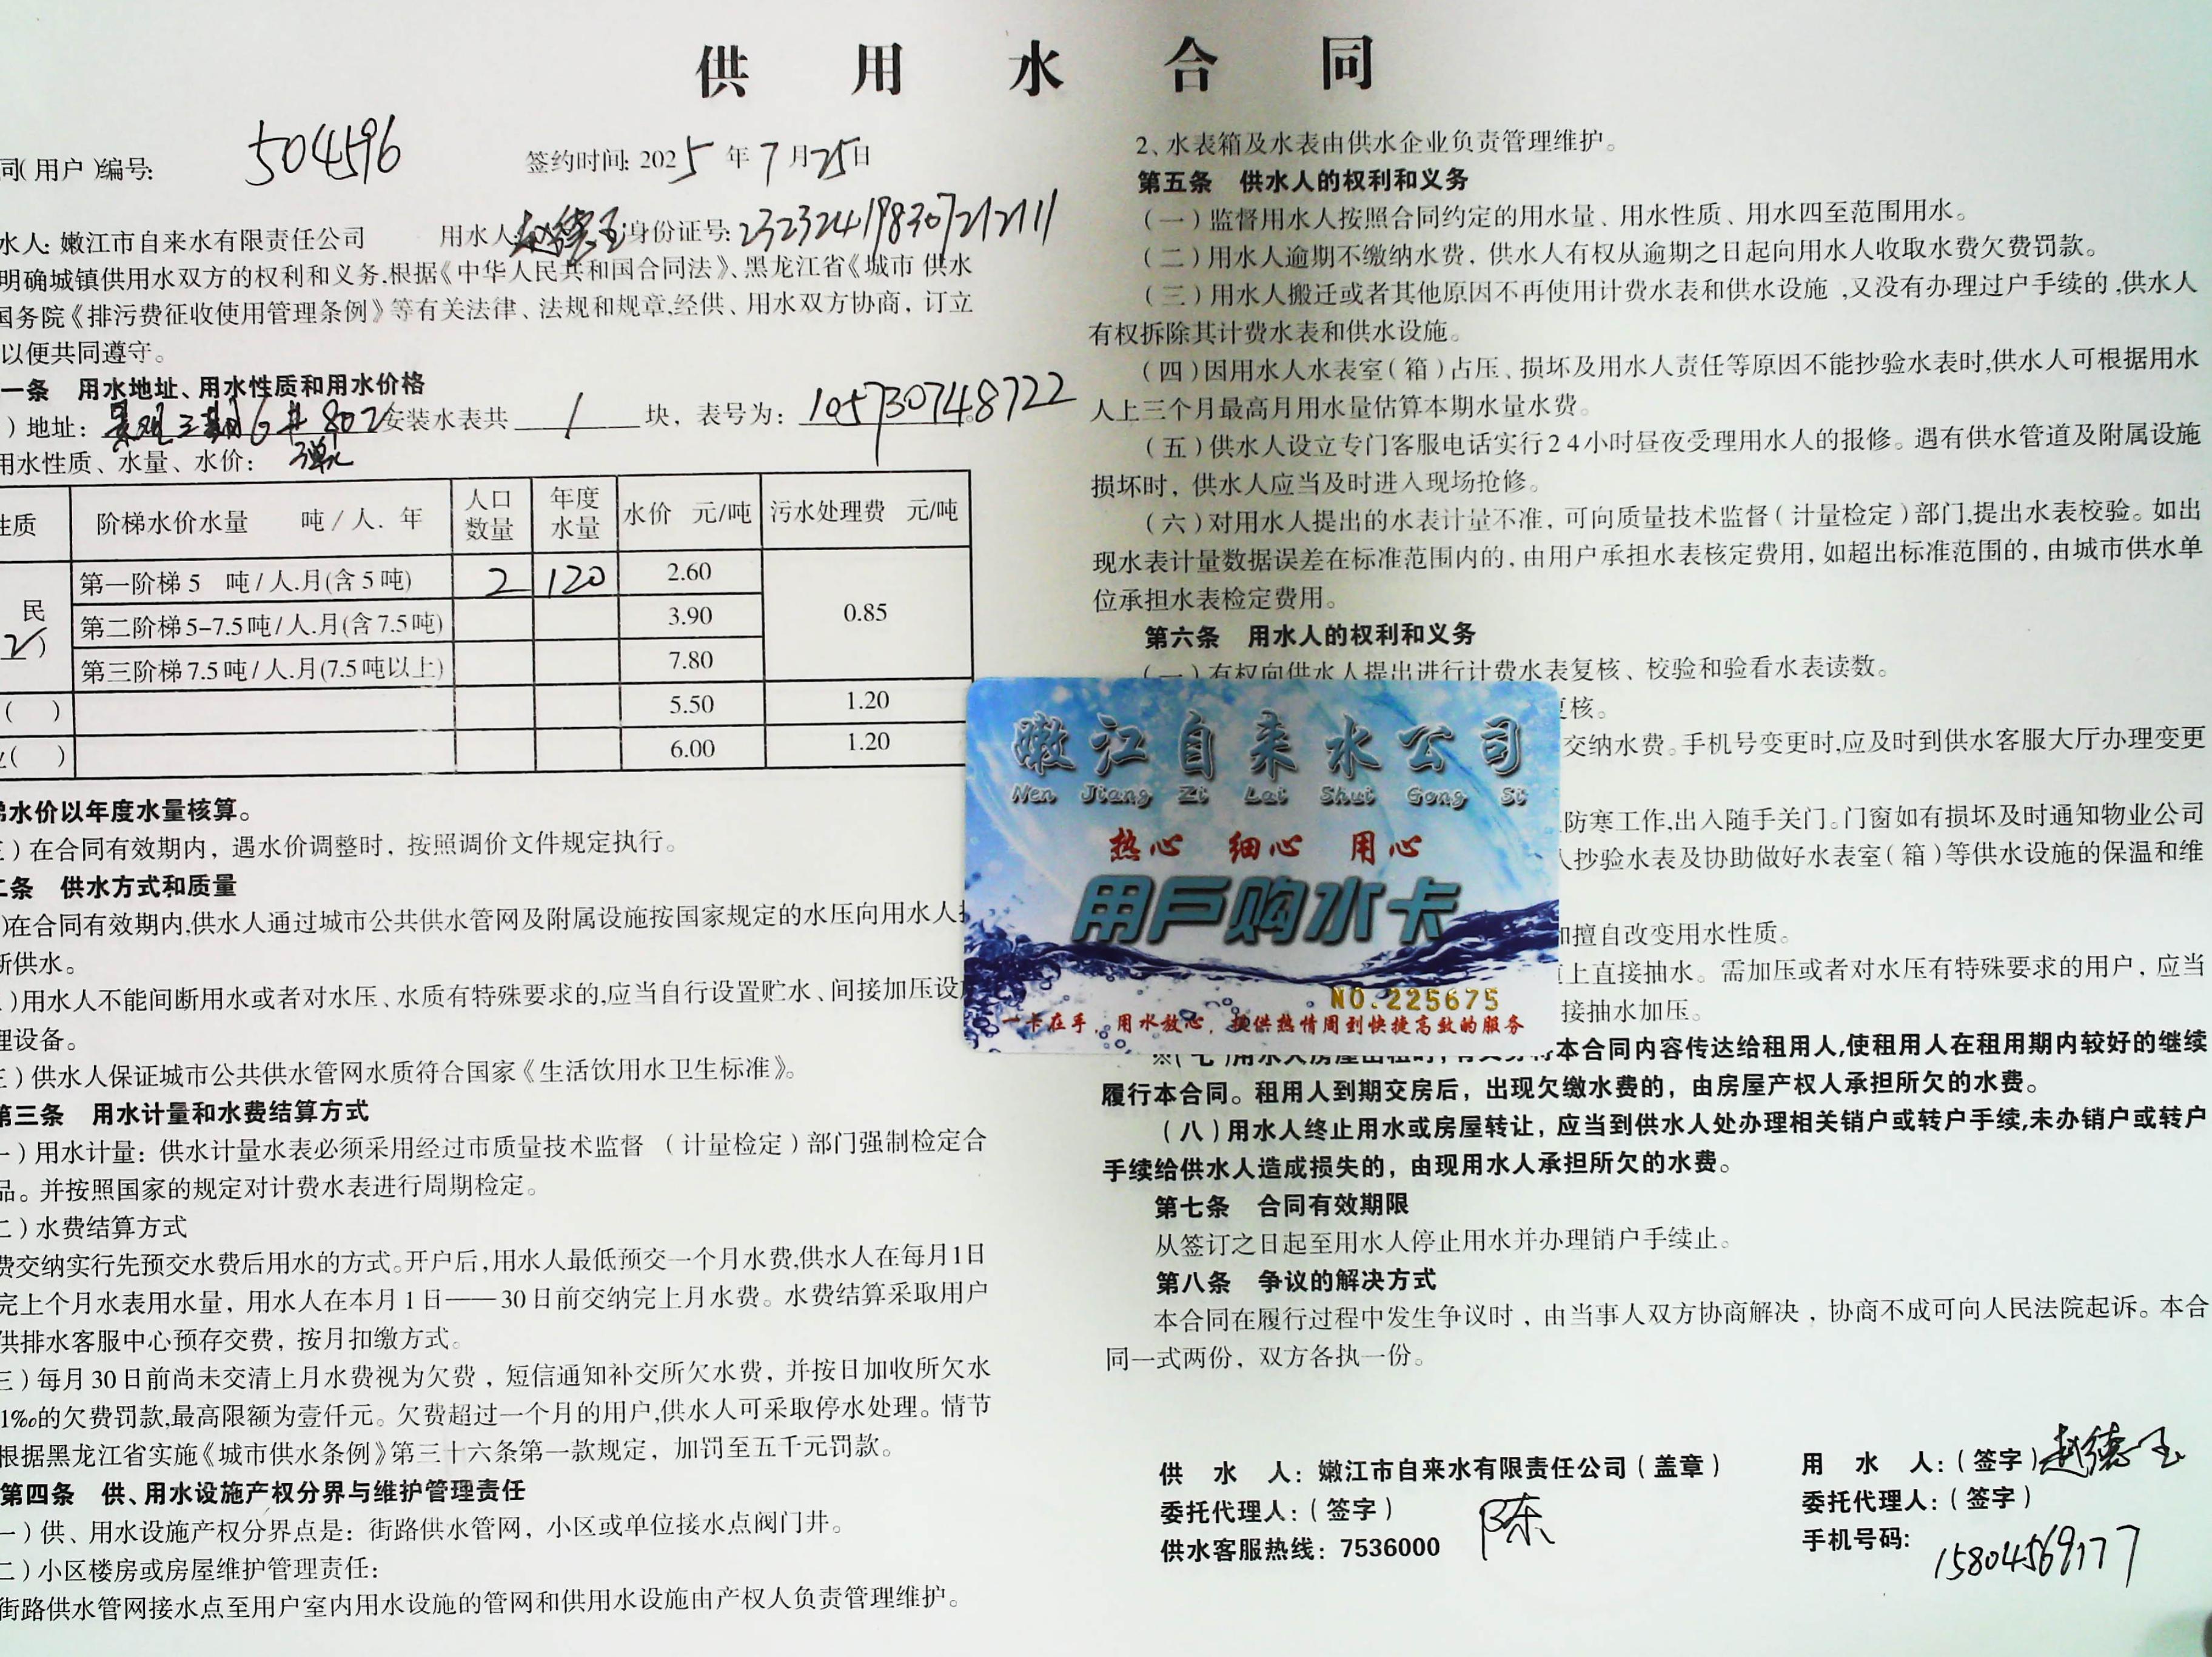 供 用 水 合 同
同(用户)编号: 504596 签约时间: 2025年7月25日
水人: 嫩江市自来水有限责任公司 用水人: 赵德玉 身份证号: 232324198307212111
明确城镇供用水双方的权利和义务,根据《中华人民共和国合同法》、黑龙江省《城市 供水
国务院《排污费征收使用管理条例》等有关法律、法规和规章,经供、用水双方协商，订立
以便共同遵守。
一条 用水地址、用水性质和用水价格
)地址: 景观三期6#802 安装水表共 1 块，表号为: 105730748722
用水性质、水量、水价:
性质 阶梯水价水量 吨/人.年 人口数量 年度水量 水价 元/吨 污水处理费 元/吨
民 第一阶梯5 吨/人.月(含5吨) 2 120 2.60 0.85
第二阶梯5-7.5吨/人.月(含7.5吨) 3.90
第三阶梯7.5吨/人.月(7.5吨以上) 7.80
( ) 5.50 1.20
( ) 6.00 1.20
梯水价以年度水量核算。
三)在合同有效期内，遇水价调整时，按照调价文件规定执行。
二条 供水方式和质量
)在合同有效期内,供水人通过城市公共供水管网及附属设施按国家规定的水压向用水人
断供水。
)用水人不能间断用水或者对水压、水质有特殊要求的,应当自行设置贮水、间接加压设
理设备。
三)供水人保证城市公共供水管网水质符合国家《生活饮用水卫生标准》。
第三条 用水计量和水费结算方式
一)用水计量：供水计量水表必须采用经过市质量技术监督 （计量检定）部门强制检定合
品。并按照国家的规定对计费水表进行周期检定。
二)水费结算方式
费交纳实行先预交水费后用水的方式。开户后,用水人最低预交一个月水费,供水人在每月1日
完上个月水表用水量，用水人在本月1日——30日前交纳完上月水费。水费结算采取用户
供排水客服中心预存交费，按月扣缴方式。
三)每月30日前尚未交清上月水费视为欠费，短信通知补交所欠水费，并按日加收所欠水
1‰的欠费罚款,最高限额为壹仟元。欠费超过一个月的用户,供水人可采取停水处理。情节
根据黑龙江省实施《城市供水条例》第三十六条第一款规定，加罚至五千元罚款。
第四条 供、用水设施产权分界与维护管理责任
一)供、用水设施产权分界点是：街路供水管网，小区或单位接水点阀门井。
二)小区楼房或房屋维护管理责任：
街路供水管网接水点至用户室内用水设施的管网和供用水设施由产权人负责管理维护。
2、水表箱及水表由供水企业负责管理维护。
第五条 供水人的权利和义务
（一）监督用水人按照合同约定的用水量、用水性质、用水四至范围用水。
（二）用水人逾期不缴纳水费，供水人有权从逾期之日起向用水人收取水费欠费罚款。
（三）用水人搬迁或者其他原因不再使用计费水表和供水设施,又没有办理过户手续的,供水人
有权拆除其计费水表和供水设施。
（四）因用水人水表室（箱）占压、损坏及用水人责任等原因不能抄验水表时,供水人可根据用水
人上三个月最高月用水量估算本期水量水费。
（五）供水人设立专门客服电话实行24小时昼夜受理用水人的报修。遇有供水管道及附属设施
损坏时，供水人应当及时进入现场抢修。
（六）对用水人提出的水表计量不准，可向质量技术监督（计量检定）部门,提出水表校验。如出
现水表计量数据误差在标准范围内的，由用户承担水表核定费用，如超出标准范围的，由城市供水单
位承担水表检定费用。
第六条 用水人的权利和义务
（一）有权向供水人提出进行计费水表复核、校验和验看水表读数。
复核。
交纳水费。手机号变更时,应及时到供水客服大厅办理变更
防寒工作,出入随手关门。门窗如有损坏及时通知物业公司
人抄验水表及协助做好水表室（箱）等供水设施的保温和维
和擅自改变用水性质。
上直接抽水。需加压或者对水压有特殊要求的用户，应当
接抽水加压。
※（七）用水人房屋出租时,有义务将本合同内容传达给租用人,使租用人在租用期内较好的继续
履行本合同。租用人到期交房后，出现欠缴水费的，由房屋产权人承担所欠的水费。
（八）用水人终止用水或房屋转让，应当到供水人处办理相关销户或转户手续,未办销户或转户
手续给供水人造成损失的，由现用水人承担所欠的水费。
第七条 合同有效期限
从签订之日起至用水人停止用水并办理销户手续止。
第八条 争议的解决方式
本合同在履行过程中发生争议时，由当事人双方协商解决，协商不成可向人民法院起诉。本合
同一式两份，双方各执一份。
供 水 人：嫩江市自来水有限责任公司（盖章）
委托代理人：（签字） 陈
供水客服热线：7536000
用 水 人：（签字）赵德玉
委托代理人：（签字）
手机号码: 15804569177
嫩江自来水公司
Nen Jiang Zi Lai Shui Gong Si
热心 细心 用心
用户购水卡
NO.225675
一卡在手，用水放心，提供热情周到快捷高效的服务